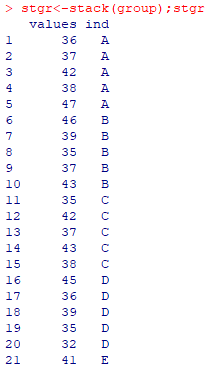 > stgr<-stack(group);stgr
   values ind
1      36   A
2      37   A
3      42   A
4      38   A
5      47   A
6      46   B
7      39   B
8      35   B
9      37   B
10     43   B
11     35   C
12     42   C
13     37   C
14     43   C
15     38   C
16     45   D
17     36   D
18     39   D
19     35   D
20     32   D
21     41   E